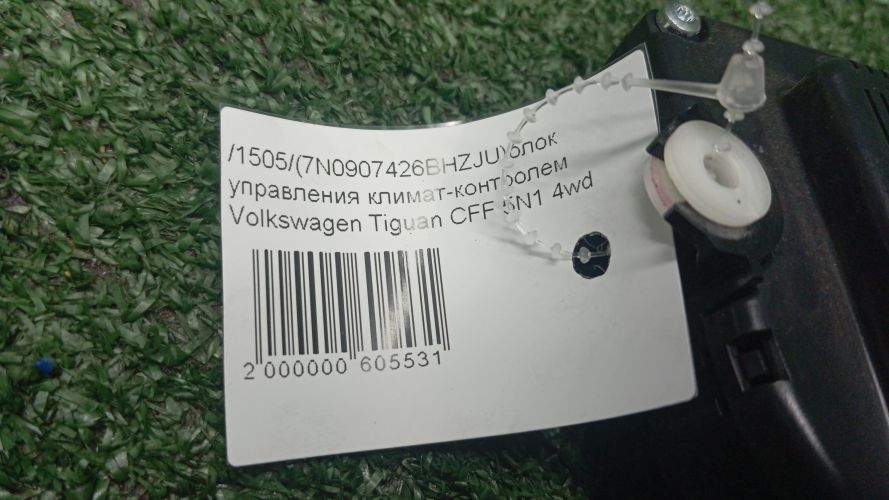 /1505/(7N0907426BHZJU)блок
управления климат-контролем
Volkswagen Tiguan CFF 5N1 4wd
2 000000 605531